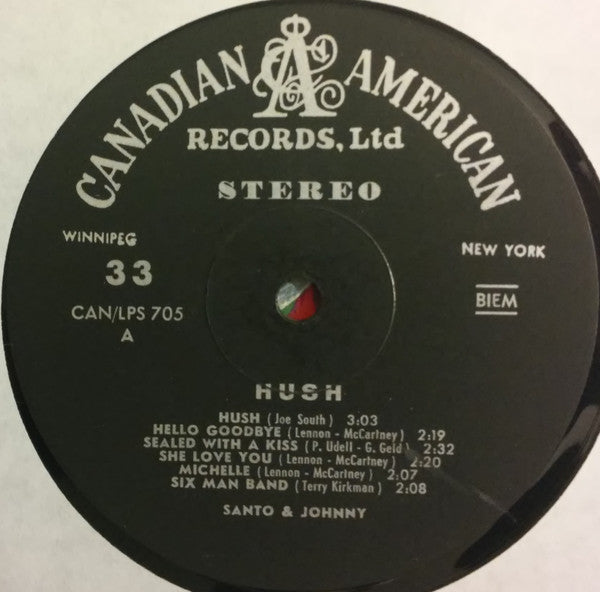 CANADIAN AMERICAN
RECORDS, Ltd
STEREO
WINNIPEG
NEW YORK
33
BIEM
CAN/LPS 705
A
HUSH
HUSH (Joe South) 3:03
HELLO GOODBYE (Lennon - McCartney) 2:19
SEALED WITH A KISS (P. Udell - G. Geld) 2:32
SHE LOVE YOU (Lennon - McCartney) 2:20
MICHELLE (Lennon - McCartney) 2:07
SIX MAN BAND (Terry Kirkman) 2:08
SANTO & JOHNNY